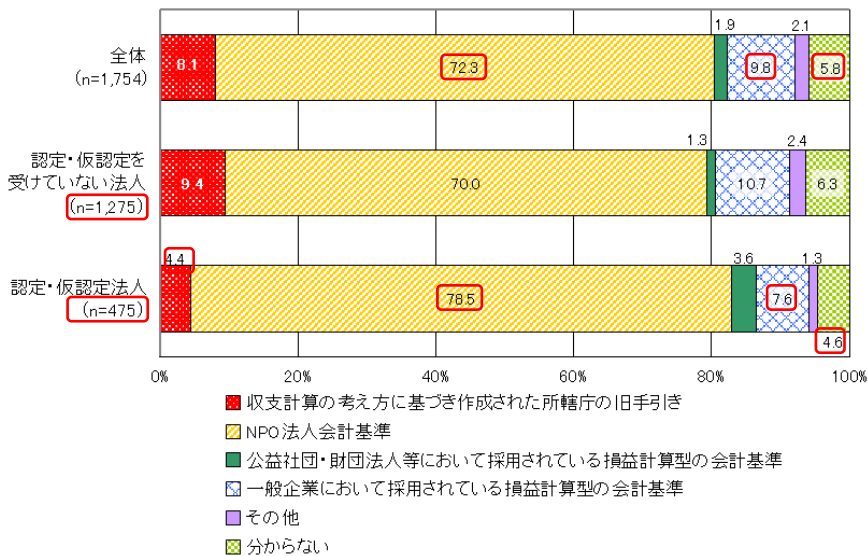 1.9
2.1
全体
(n=1,754)
8.1
72.3
9.8
5.8
認定・仮認定を
受けていない法人
(n=1,275)
1.3
2.4
9.4
70.0
10.7
6.3
認定・仮認定法人
(n=475)
4.4
3.6
1.3
78.5
7.6
4.6
0%
20%
40%
60%
80%
100%
収支計算の考え方に基づき作成された所轄庁の旧手引き
NPO法人会計基準
公益社団・財団法人等において採用されている損益計算型の会計基準
一般企業において採用されている損益計算型の会計基準
その他
分からない